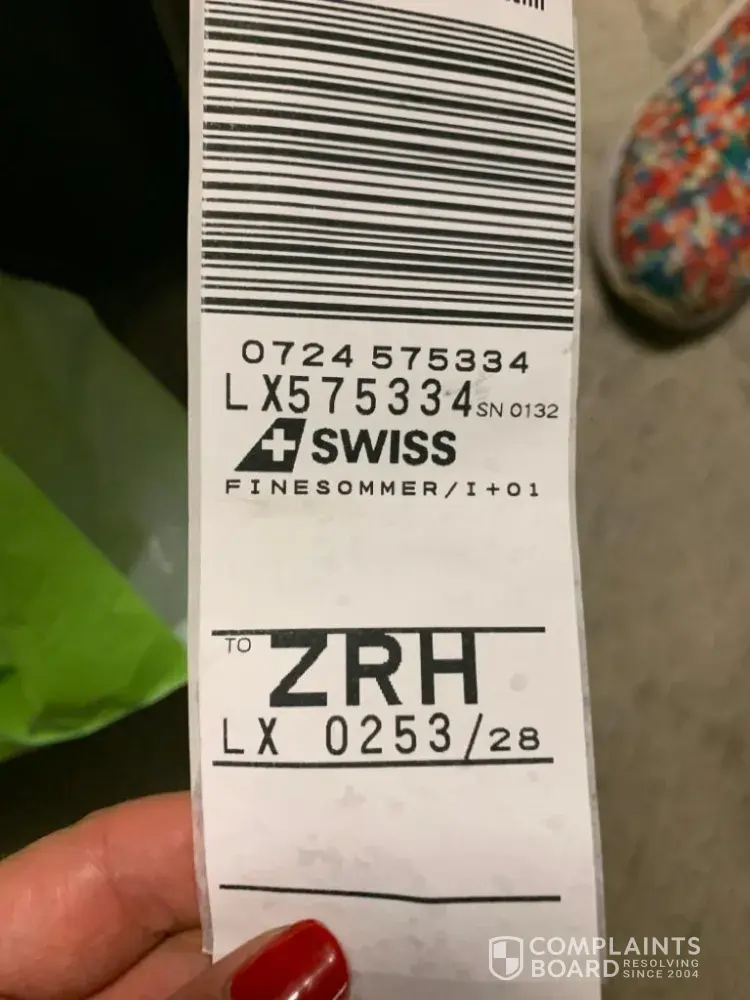 0724 575334
LX575334 SN 0132
SWISS
FINESOMMER/I+01
TO ZRH
LX 0253/28
COMPLAINTS
BOARD RESOLVING
SINCE 2004